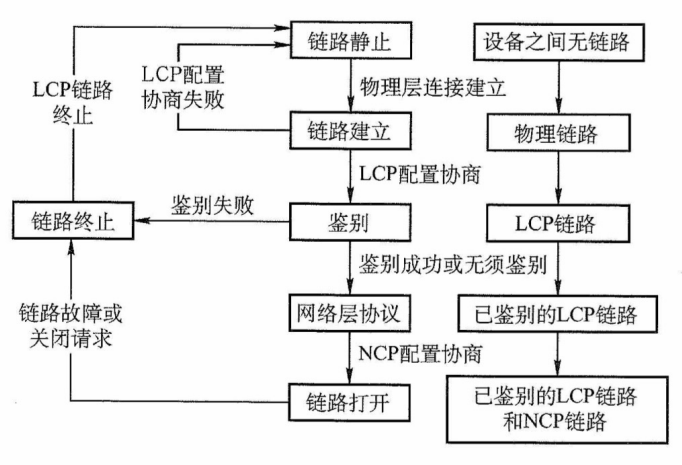 链路静止
设备之间无链路
LCP配置
协商失败
LCP链路
终止
物理层连接建立
链路建立
物理链路
LCP配置协商
链路终止
鉴别失败
鉴别
LCP链路
鉴别成功或无须鉴别
链路故障或
关闭请求
网络层协议
已鉴别的LCP链路
NCP配置协商
链路打开
已鉴别的LCP链路
和NCP链路